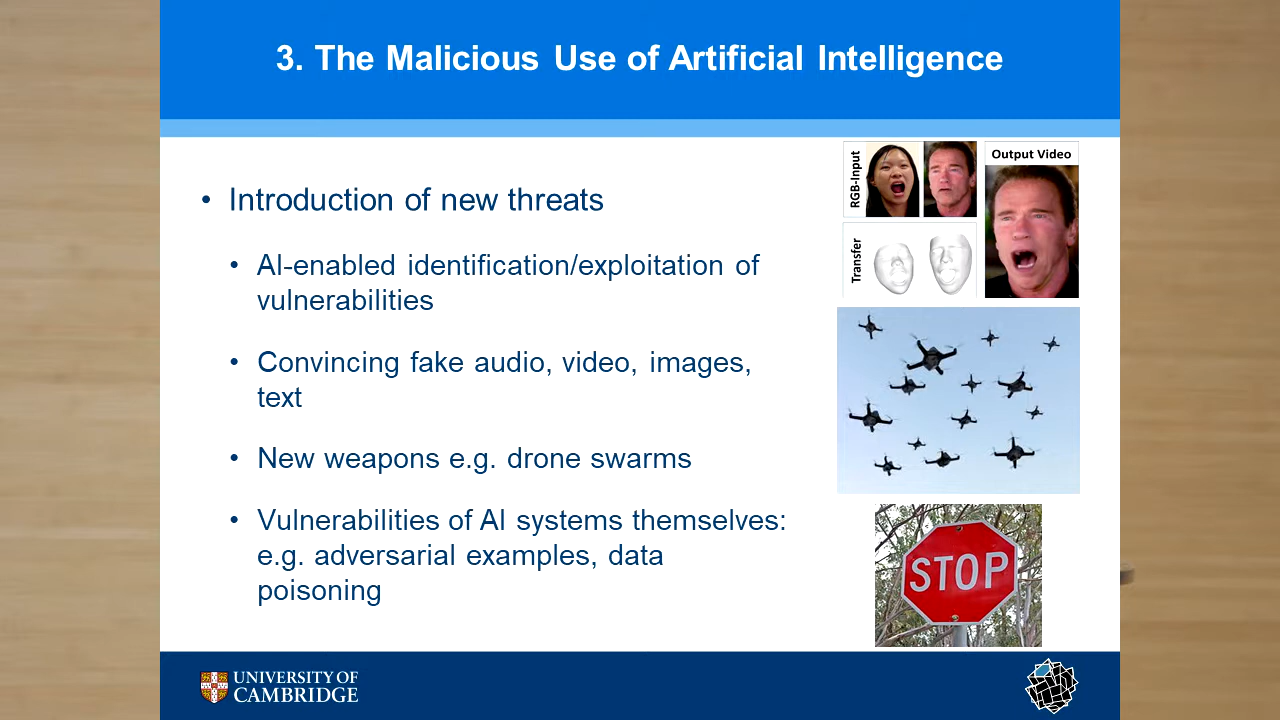 3. The Malicious Use of Artificial Intelligence
• Introduction of new threats
• AI-enabled identification/exploitation of
vulnerabilities
• Convincing fake audio, video, images,
text
• New weapons e.g. drone swarms
• Vulnerabilities of AI systems themselves:
e.g. adversarial examples, data
poisoning
RGB-Input
Output Video
Transfer
STOP
UNIVERSITY OF
CAMBRIDGE